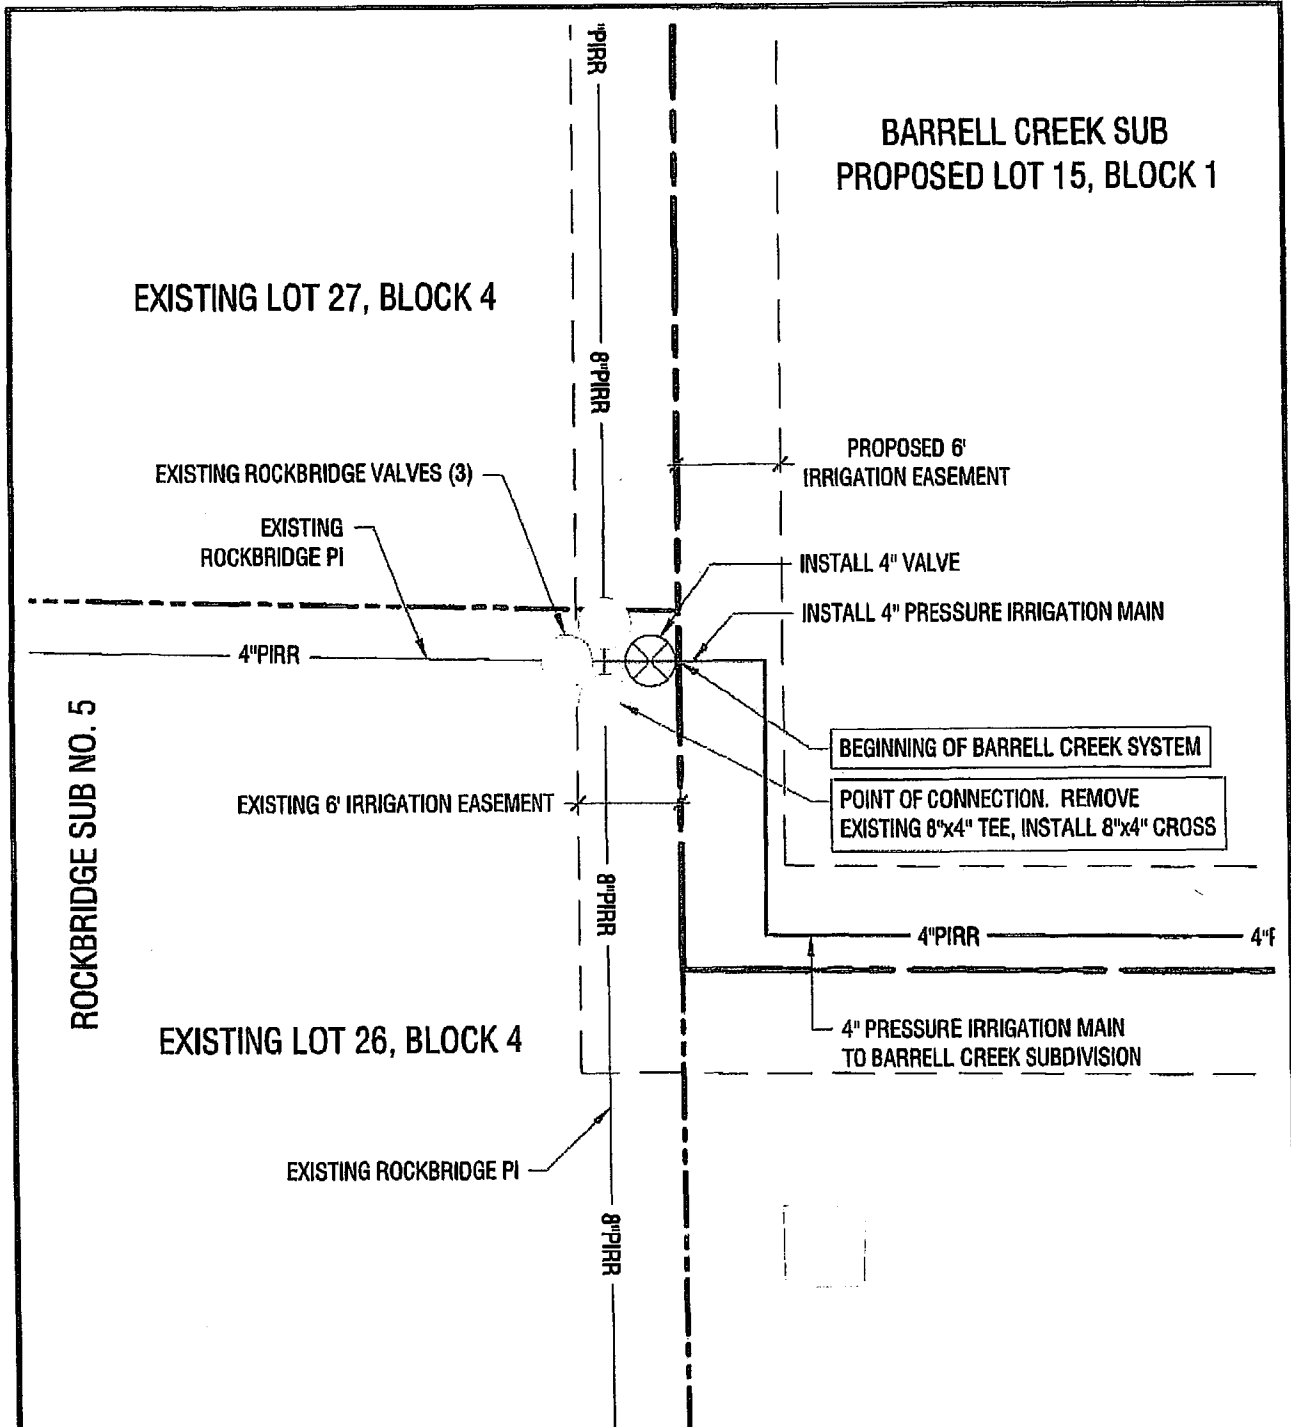 "PIRR
BARRELL CREEK SUB
PROPOSED LOT 15, BLOCK 1
EXISTING LOT 27, BLOCK 4
8"PIRR
PROPOSED 6'
IRRIGATION EASEMENT
EXISTING ROCKBRIDGE VALVES (3)
EXISTING
ROCKBRIDGE PI
INSTALL 4" VALVE
INSTALL 4" PRESSURE IRRIGATION MAIN
4"PIRR
ROCKBRIDGE SUB NO. 5
BEGINNING OF BARRELL CREEK SYSTEM
POINT OF CONNECTION. REMOVE
EXISTING 8"x4" TEE, INSTALL 8"x4" CROSS
EXISTING 6' IRRIGATION EASEMENT
8"PIRR
4"PIRR
4"F
EXISTING LOT 26, BLOCK 4
4" PRESSURE IRRIGATION MAIN
TO BARRELL CREEK SUBDIVISION
EXISTING ROCKBRIDGE PI
8"PIRR